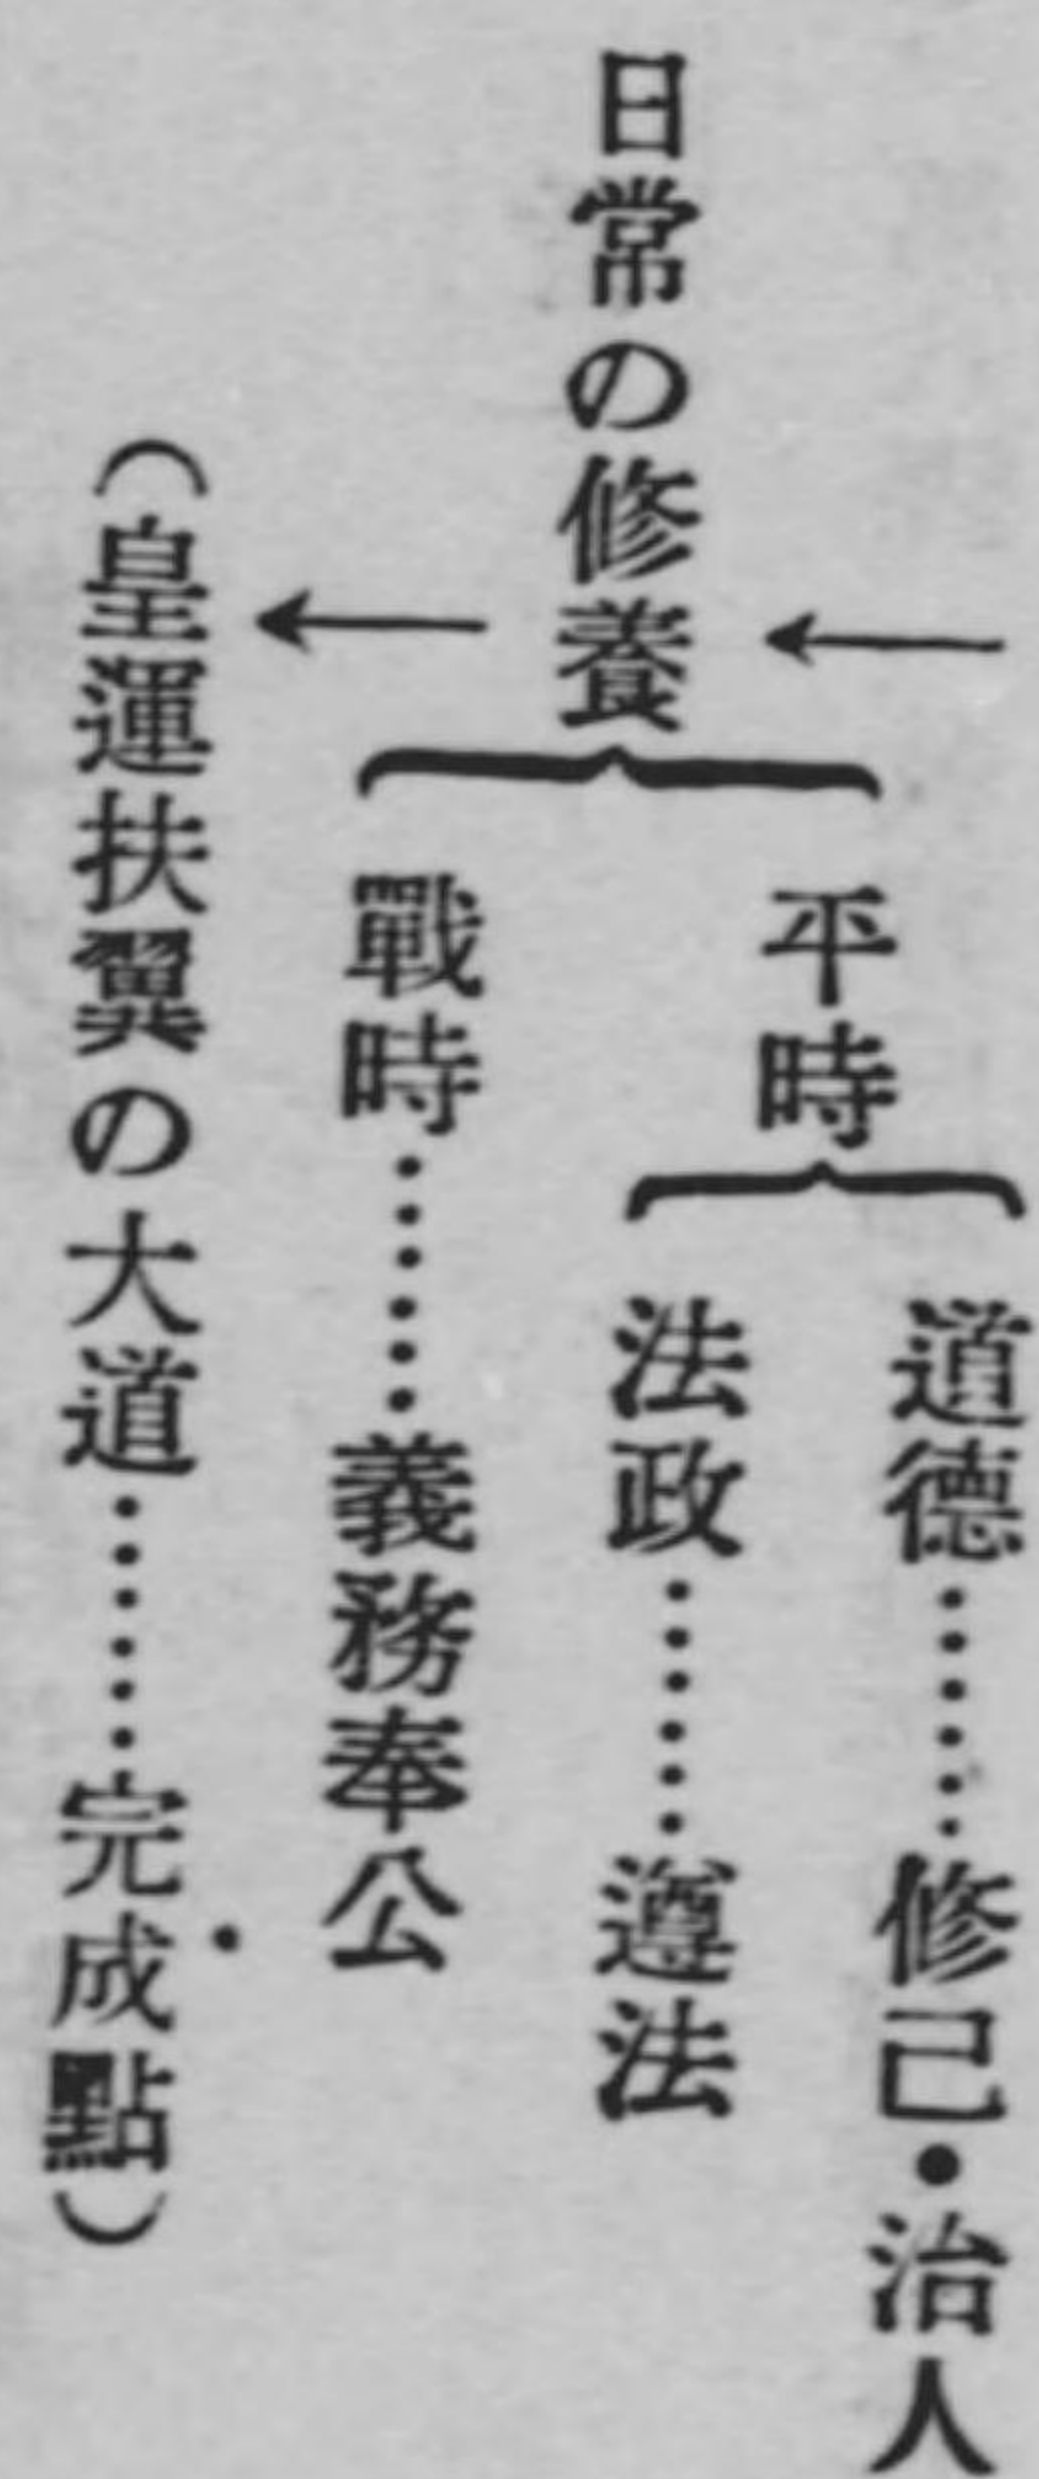 日常の修養
平時
道德……修己・治人
法政……遵法
戰時……義務奉公
（皇運扶翼の大道……完成點）